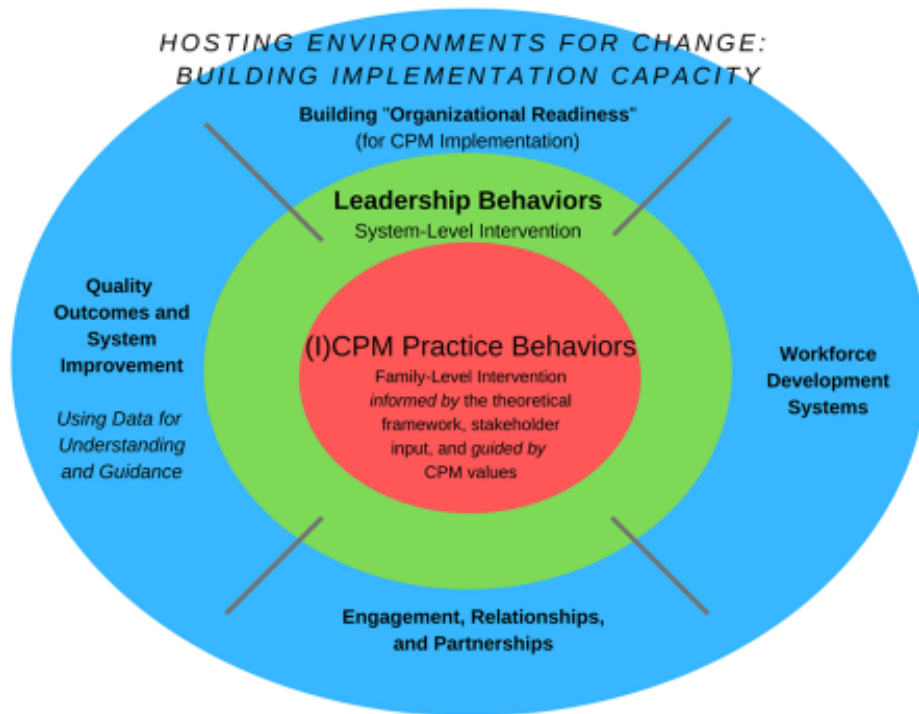 HOSTING ENVIRONMENTS FOR CHANGE:
BUILDING IMPLEMENTATION CAPACITY
Building "Organizational Readiness"
(for CPM Implementation)
Leadership Behaviors
System-Level Intervention
Quality
Outcomes and
System
Improvement
Using Data for
Understanding
and Guidance
(I)CPM Practice Behaviors
Family-Level Intervention
informed by the theoretical
framework, stakeholder
input, and guided by
CPM values
Workforce
Development
Systems
Engagement, Relationships,
and Partnerships